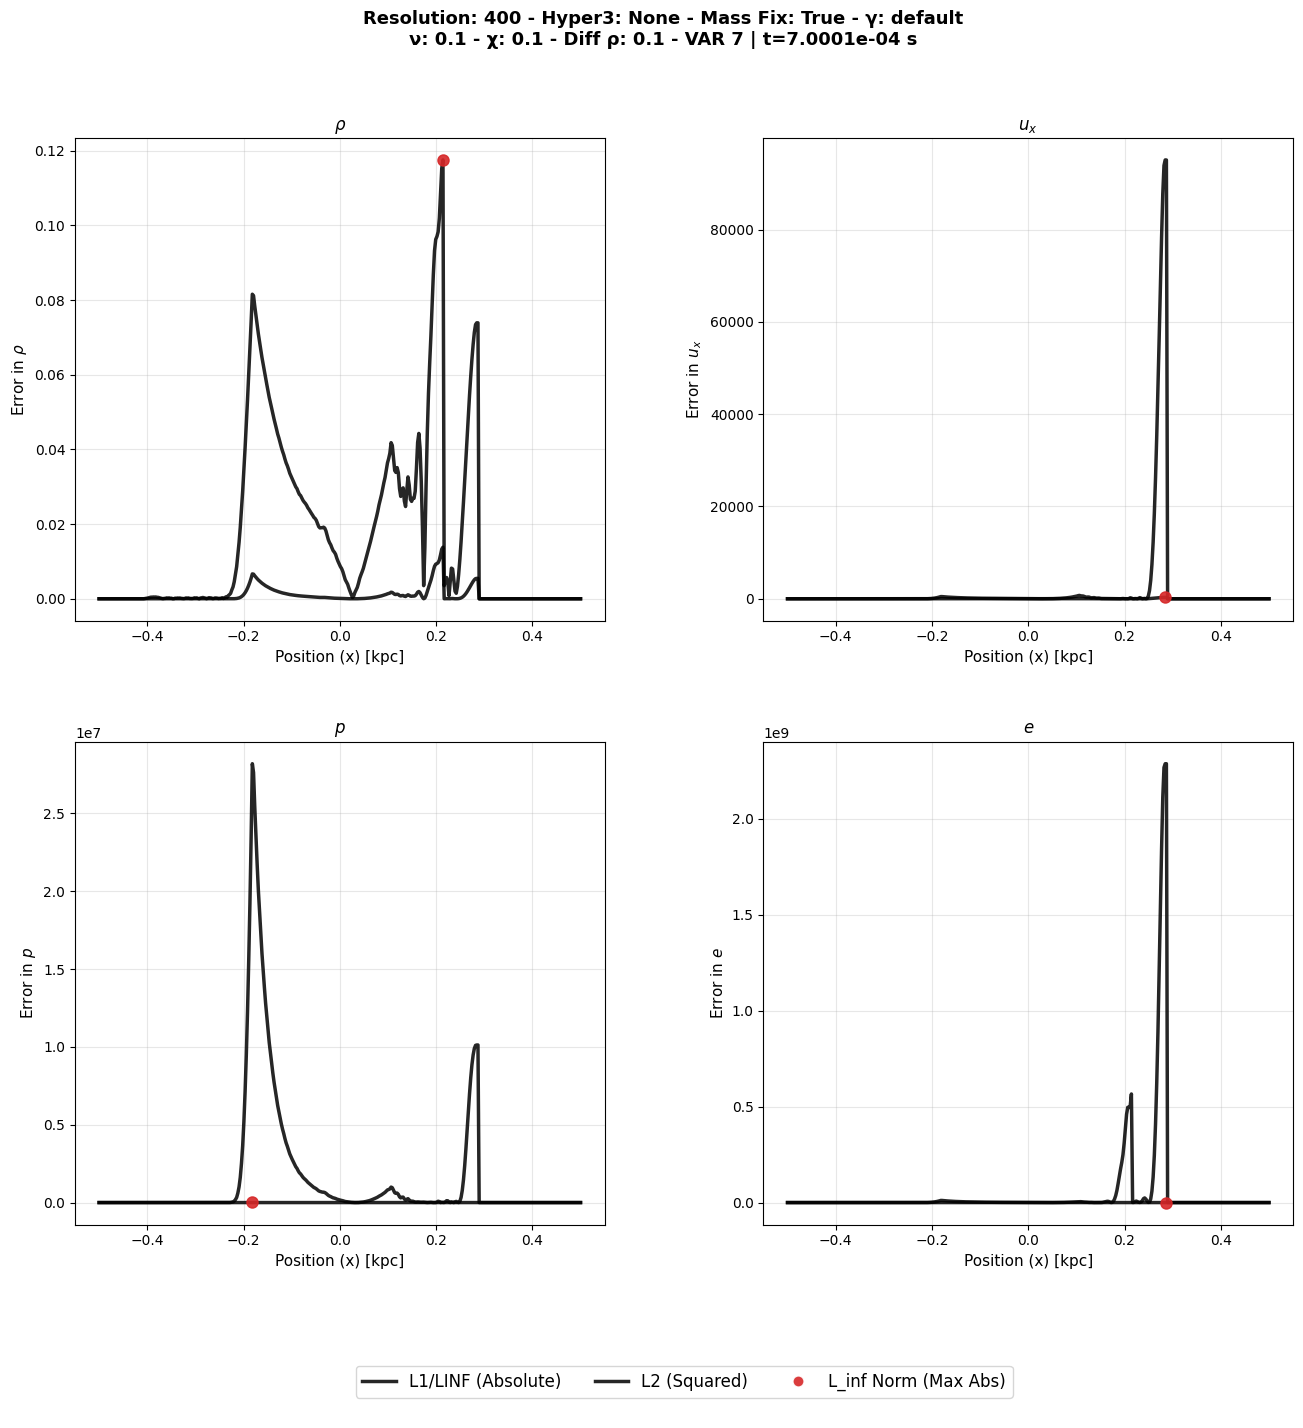 Resolution: 400 - Hyper3: None - Mass Fix: True - γ: default
ν: 0.1 - χ: 0.1 - Diff ρ: 0.1 - VAR 7 | t=7.0001e-04 s
ρ
Error in ρ
0.12
0.10
0.08
0.06
0.04
0.02
0.00
−0.4 −0.2 0.0 0.2 0.4
Position (x) [kpc]
u_x
Error in u_x
80000
60000
40000
20000
0
−0.4 −0.2 0.0 0.2 0.4
Position (x) [kpc]
p
1e7
Error in p
2.5
2.0
1.5
1.0
0.5
0.0
−0.4 −0.2 0.0 0.2 0.4
Position (x) [kpc]
e
1e9
Error in e
2.0
1.5
1.0
0.5
0.0
−0.4 −0.2 0.0 0.2 0.4
Position (x) [kpc]
L1/LINF (Absolute) L2 (Squared) L_inf Norm (Max Abs)